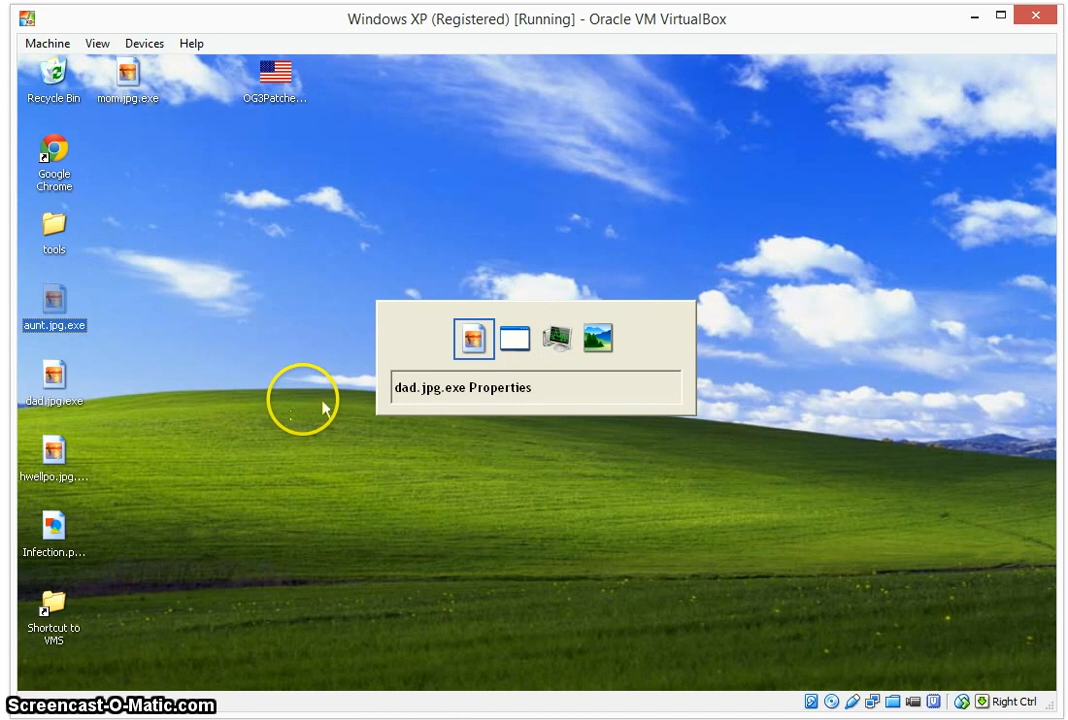 Windows XP (Registered) [Running] - Oracle VM VirtualBox
Machine View Devices Help
Recycle Bin
mom.jpg.exe
OG3Patche...
Google
Chrome
tools
aunt.jpg.exe
dad.jpg.exe
hwellpo.jpg....
Infection.p...
Shortcut to
VMS
dad.jpg.exe Properties
Right Ctrl
Screencast-O-Matic.com